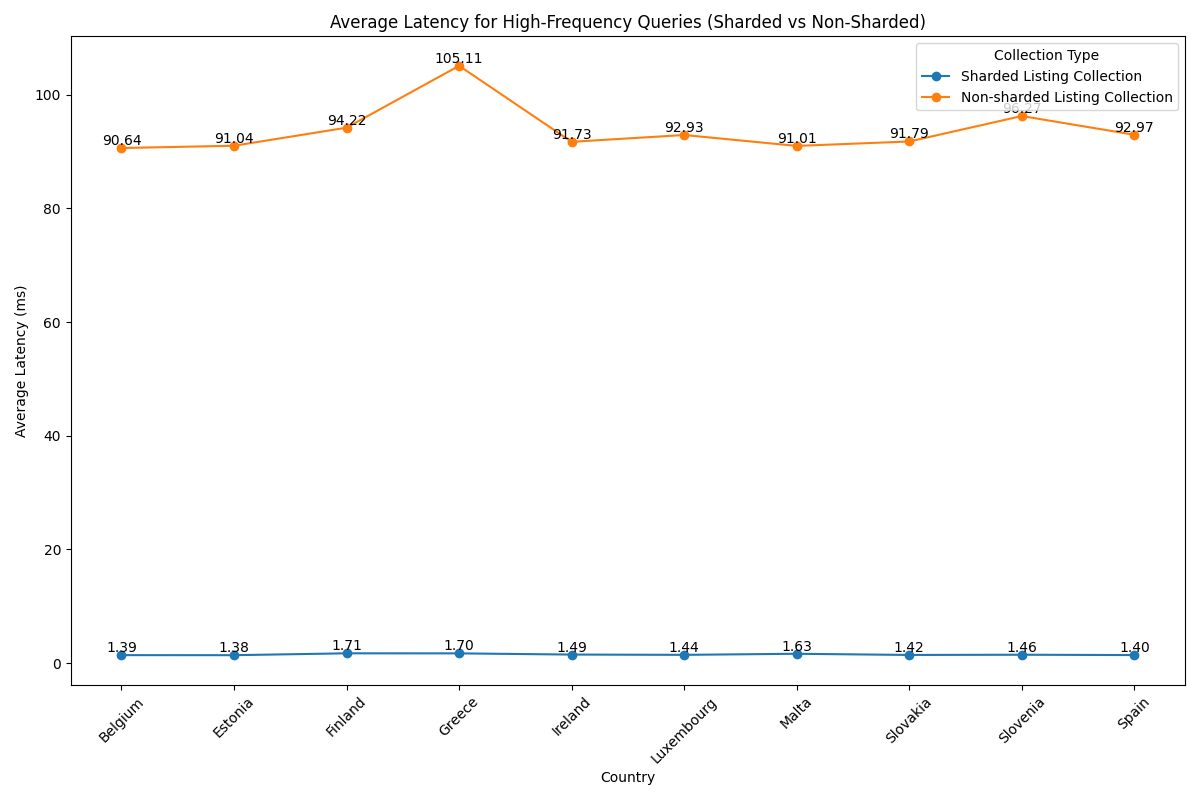 Average Latency for High-Frequency Queries (Sharded vs Non-Sharded)
Collection Type
Sharded Listing Collection
Non-sharded Listing Collection
105.11
90.64 91.04 94.22 91.73 92.93 91.01 91.79 96.27 92.97
1.39 1.38 1.71 1.70 1.49 1.44 1.63 1.42 1.46 1.40
100
80
60
40
20
0
Average Latency (ms)
Belgium Estonia Finland Greece Ireland Luxembourg Malta Slovakia Slovenia Spain
Country